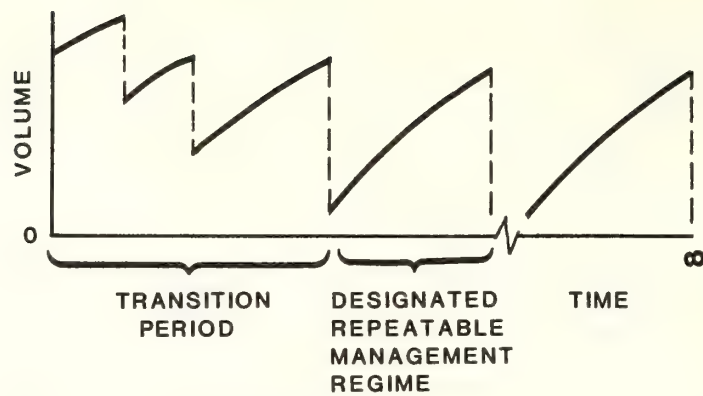 VOLUME
0
∞
TRANSITION
PERIOD
DESIGNATED
REPEATABLE
MANAGEMENT
REGIME
TIME